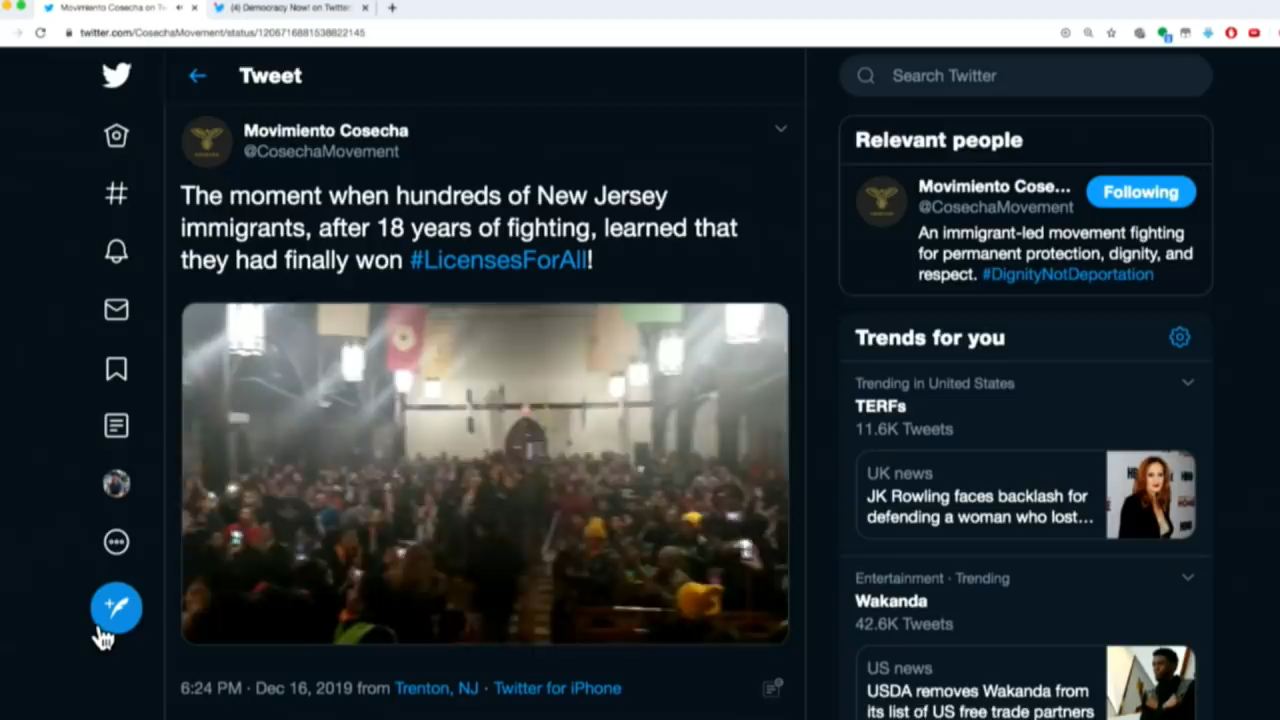 Movimiento Cosecha on Tw
(4) Democracy Now! on Twitter
twitter.com/CosechaMovement/status/1206716881538822145
Tweet
Movimiento Cosecha
@CosechaMovement
The moment when hundreds of New Jersey
immigrants, after 18 years of fighting, learned that
they had finally won #LicensesForAll!
6:24 PM · Dec 16, 2019 from Trenton, NJ · Twitter for iPhone
Search Twitter
Relevant people
Movimiento Cose...
@CosechaMovement
Following
An immigrant-led movement fighting
for permanent protection, dignity, and
respect. #DignityNotDeportation
Trends for you
Trending in United States
TERFs
11.6K Tweets
UK news
JK Rowling faces backlash for
defending a woman who lost...
Entertainment · Trending
Wakanda
42.6K Tweets
US news
USDA removes Wakanda from
its list of US free trade partners